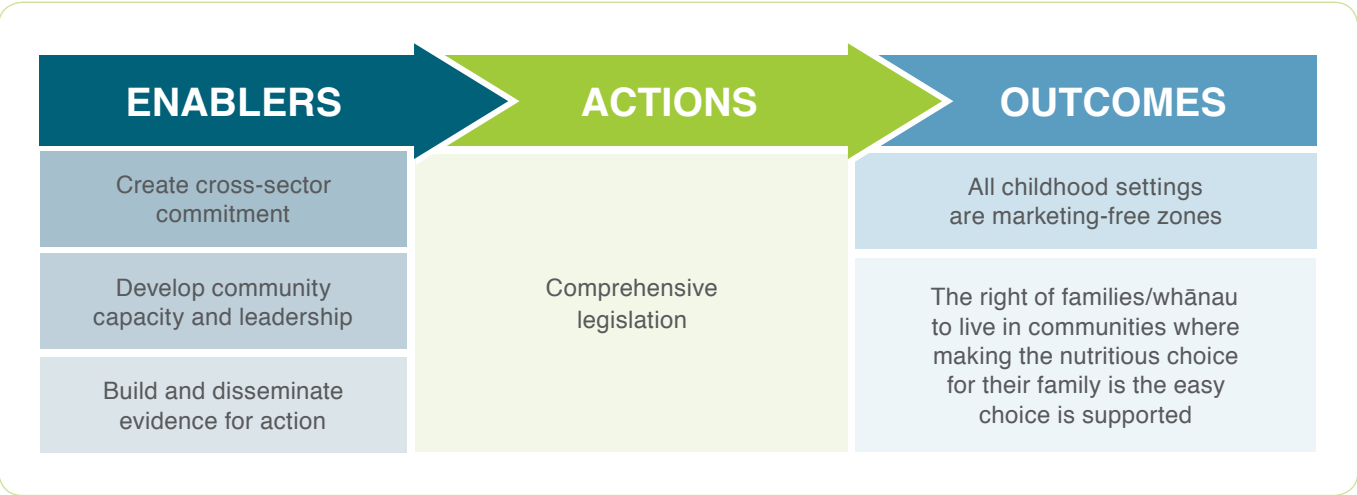 ENABLERS
Create cross-sector
commitment
Develop community
capacity and leadership
Build and disseminate
evidence for action
ACTIONS
Comprehensive
legislation
OUTCOMES
All childhood settings
are marketing-free zones
The right of families/whānau
to live in communities where
making the nutritious choice
for their family is the easy
choice is supported